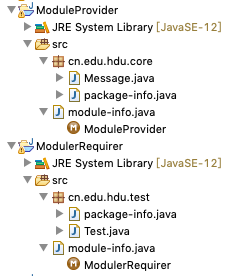 ModuleProvider
JRE System Library [JavaSE-12]
src
cn.edu.hdu.core
Message.java
package-info.java
module-info.java
ModuleProvider
ModulerRequirer
JRE System Library [JavaSE-12]
src
cn.edu.hdu.test
package-info.java
Test.java
module-info.java
ModulerRequirer